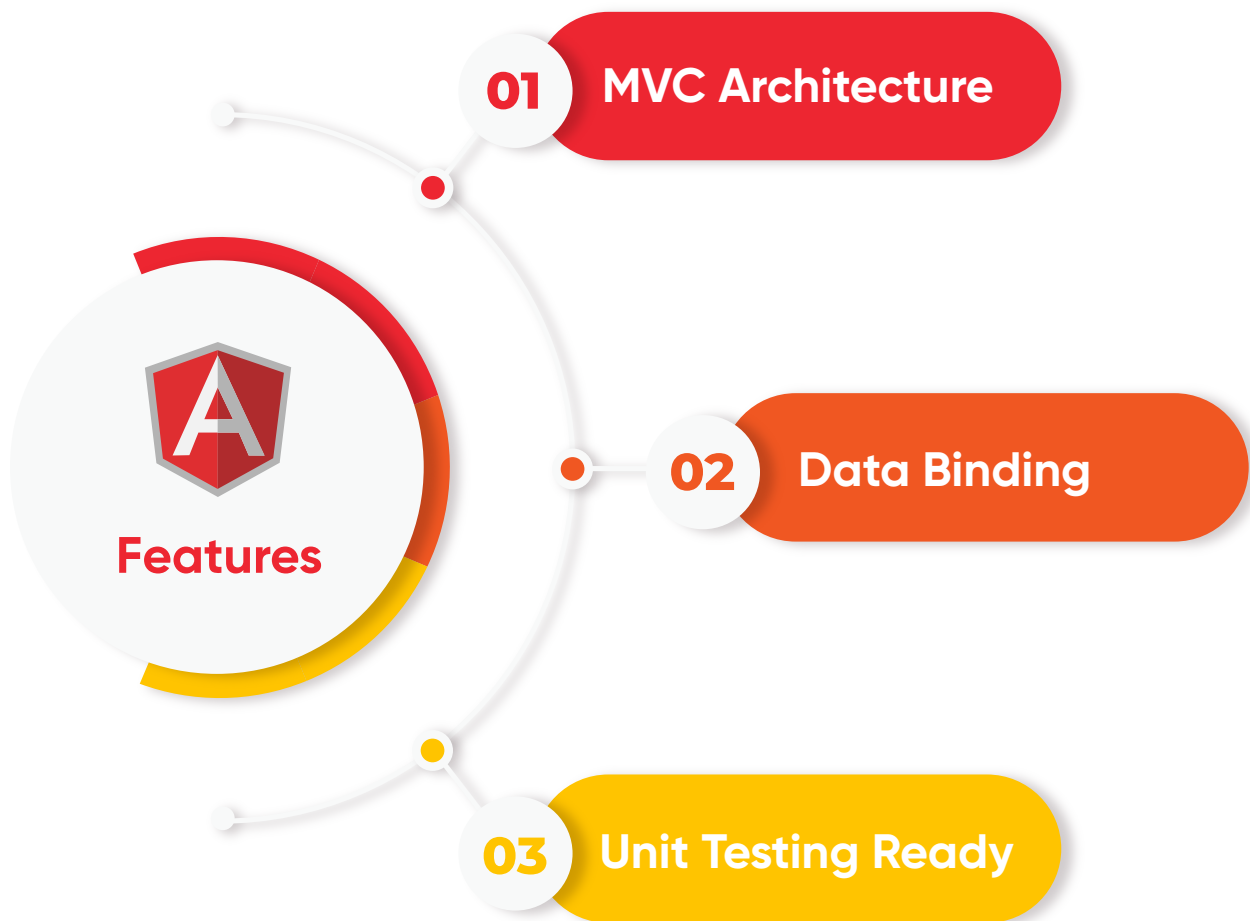 01
MVC Architecture
Features
02
Data Binding
03
Unit Testing Ready